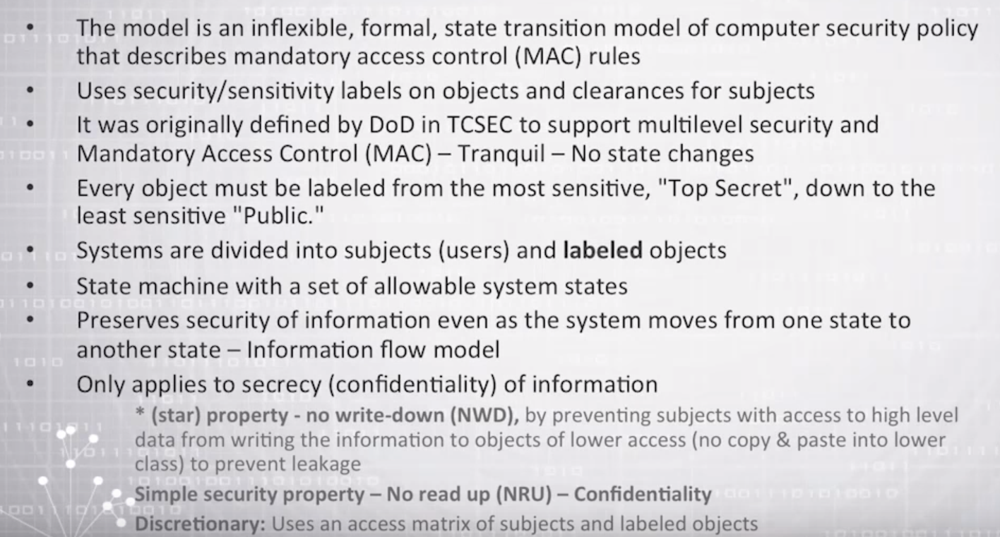 • The model is an inflexible, formal, state transition model of computer security policy
that describes mandatory access control (MAC) rules
• Uses security/sensitivity labels on objects and clearances for subjects
• It was originally defined by DoD in TCSEC to support multilevel security and
Mandatory Access Control (MAC) – Tranquil – No state changes
• Every object must be labeled from the most sensitive, "Top Secret", down to the
least sensitive "Public."
• Systems are divided into subjects (users) and labeled objects
• State machine with a set of allowable system states
• Preserves security of information even as the system moves from one state to
another state – Information flow model
• Only applies to secrecy (confidentiality) of information
* (star) property - no write-down (NWD), by preventing subjects with access to high level
data from writing the information to objects of lower access (no copy & paste into lower
class) to prevent leakage
Simple security property – No read up (NRU) – Confidentiality
Discretionary: Uses an access matrix of subjects and labeled objects